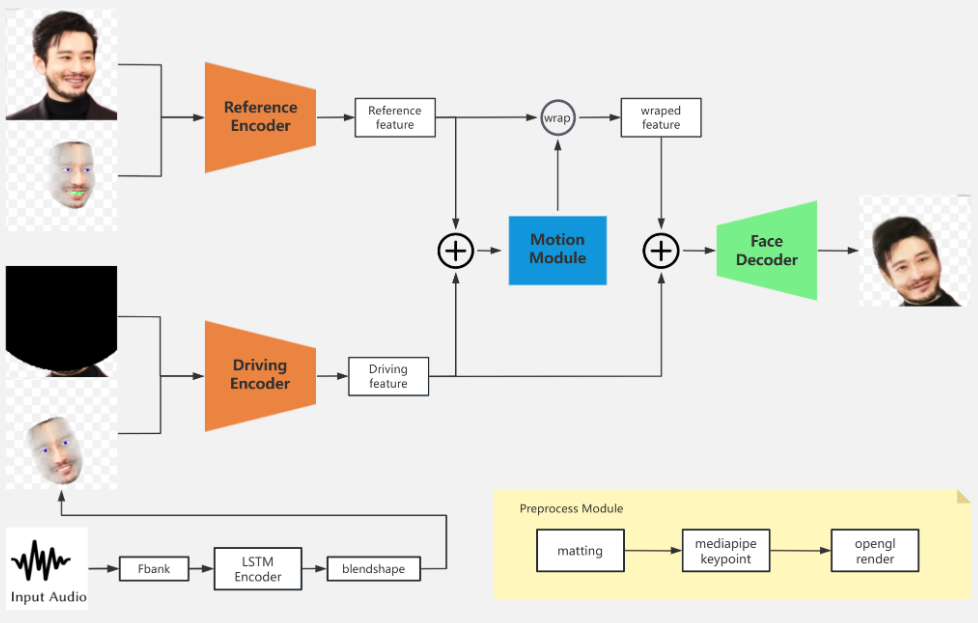 Reference
Encoder
Reference
feature
wrap
wraped
feature
Motion
Module
Face
Decoder
Driving
Encoder
Driving
feature
Input Audio
Fbank
LSTM
Encoder
blendshape
Preprocess Module
matting
mediapipe
keypoint
opengl
render